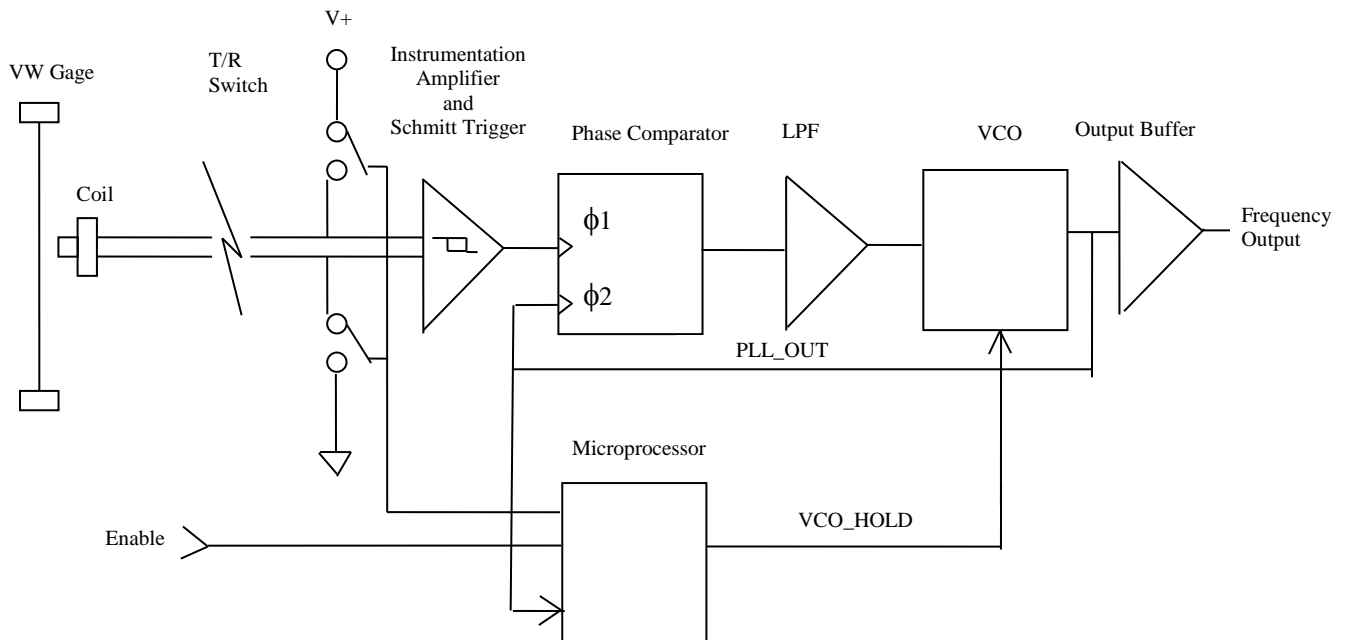 V+
VW Gage
T/R
Switch
Instrumentation
Amplifier
and
Schmitt Trigger
Phase Comparator
LPF
VCO
Output Buffer
Coil
ϕ1
ϕ2
Frequency
Output
PLL_OUT
Microprocessor
VCO_HOLD
Enable